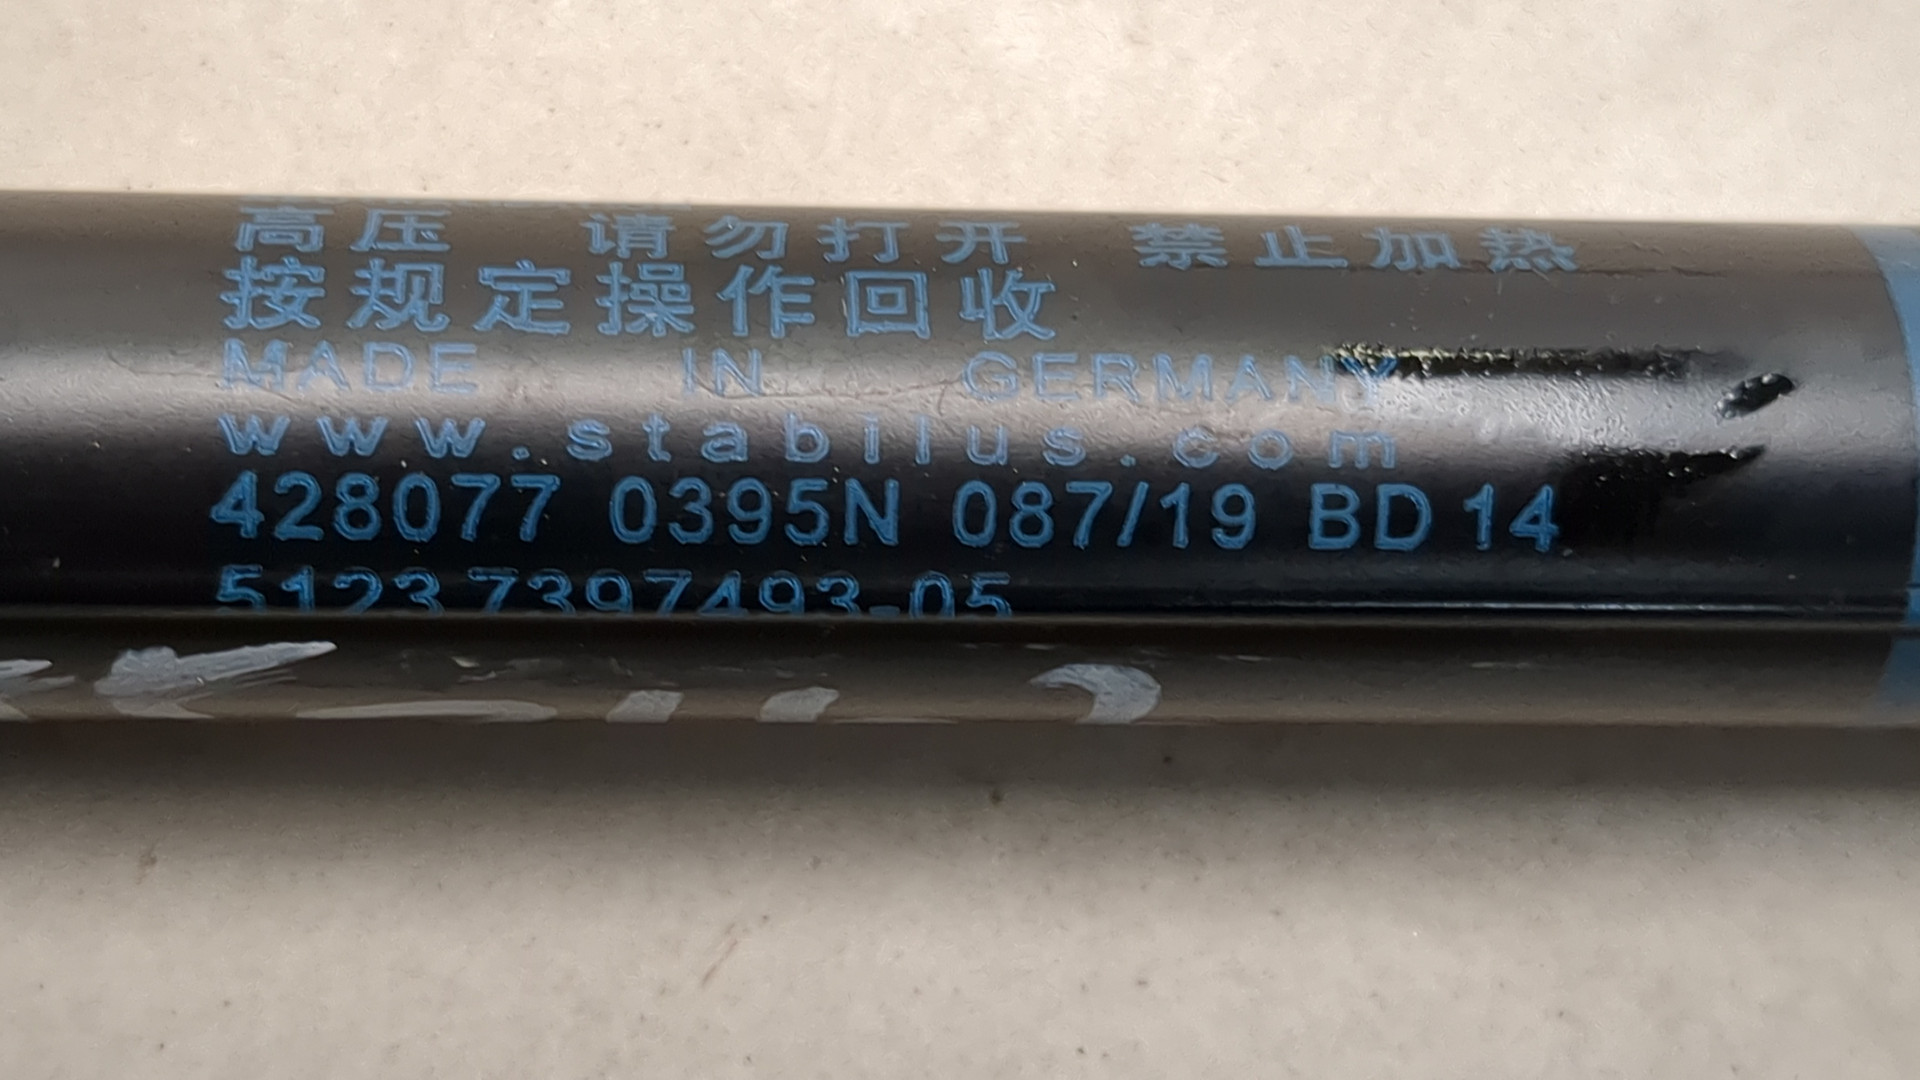 高压 请勿打开 禁止加热
按规定操作回收
MADE IN GERMANY
www.stabilus.com
428077 0395N 087/19 BD 14
5123 7397493-05